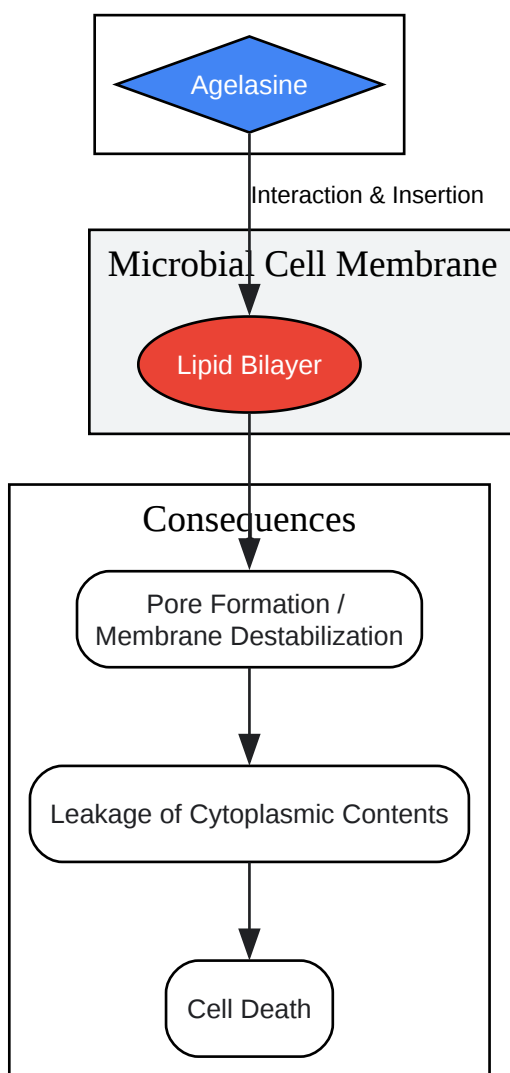 Agelasine
Interaction & Insertion
Microbial Cell Membrane
Lipid Bilayer
Consequences
Pore Formation /
Membrane Destabilization
Leakage of Cytoplasmic Contents
Cell Death